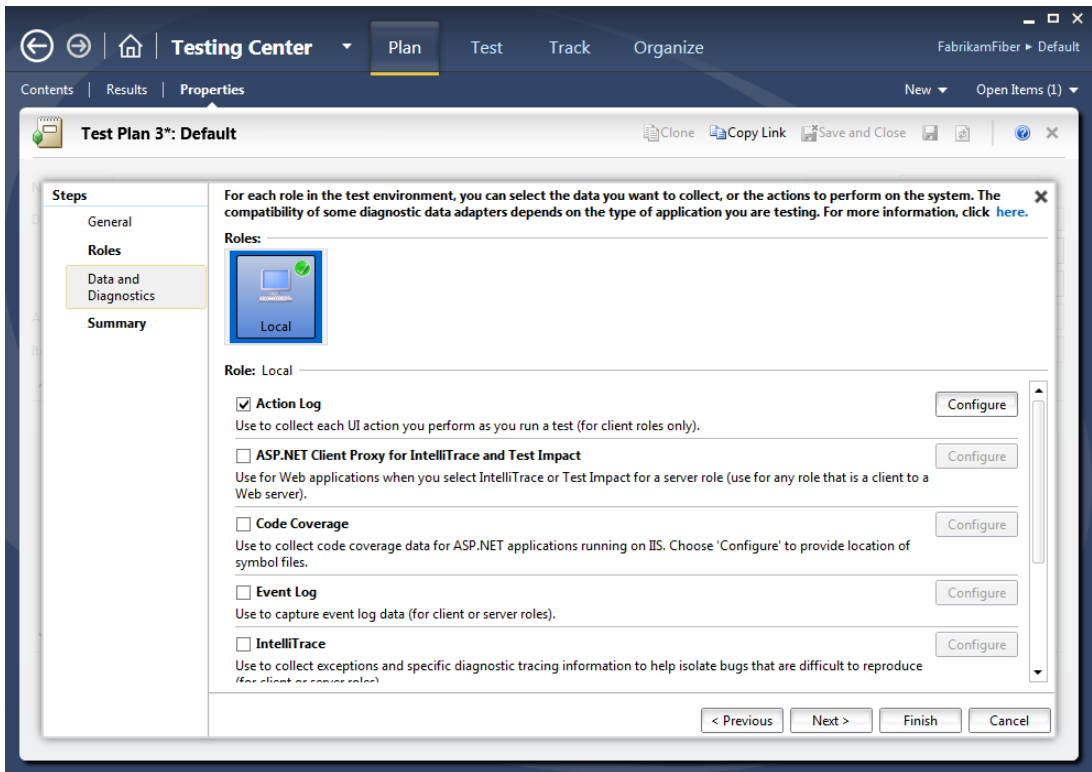 Testing Center Plan Test Track Organize FabrikamFiber ► Default
Contents | Results | Properties New ▼ Open Items (1) ▼
Test Plan 3*: Default Clone Copy Link Save and Close
Steps
General
Roles
Data and
Diagnostics
Summary
For each role in the test environment, you can select the data you want to collect, or the actions to perform on the system. The
compatibility of some diagnostic data adapters depends on the type of application you are testing. For more information, click here.
Roles:
Local
Role: Local
Action Log Configure
Use to collect each UI action you perform as you run a test (for client roles only).
ASP.NET Client Proxy for IntelliTrace and Test Impact Configure
Use for Web applications when you select IntelliTrace or Test Impact for a server role (use for any role that is a client to a
Web server).
Code Coverage Configure
Use to collect code coverage data for ASP.NET applications running on IIS. Choose 'Configure' to provide location of
symbol files.
Event Log Configure
Use to capture event log data (for client or server roles).
IntelliTrace Configure
Use to collect exceptions and specific diagnostic tracing information to help isolate bugs that are difficult to reproduce
(for client or server roles)
< Previous Next > Finish Cancel